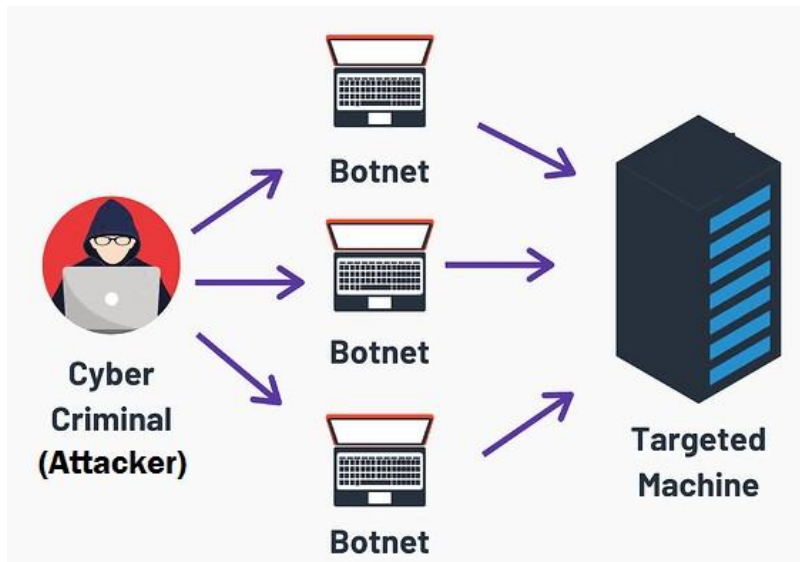 Botnet
Botnet
Botnet
Cyber
Criminal
(Attacker)
Targeted
Machine